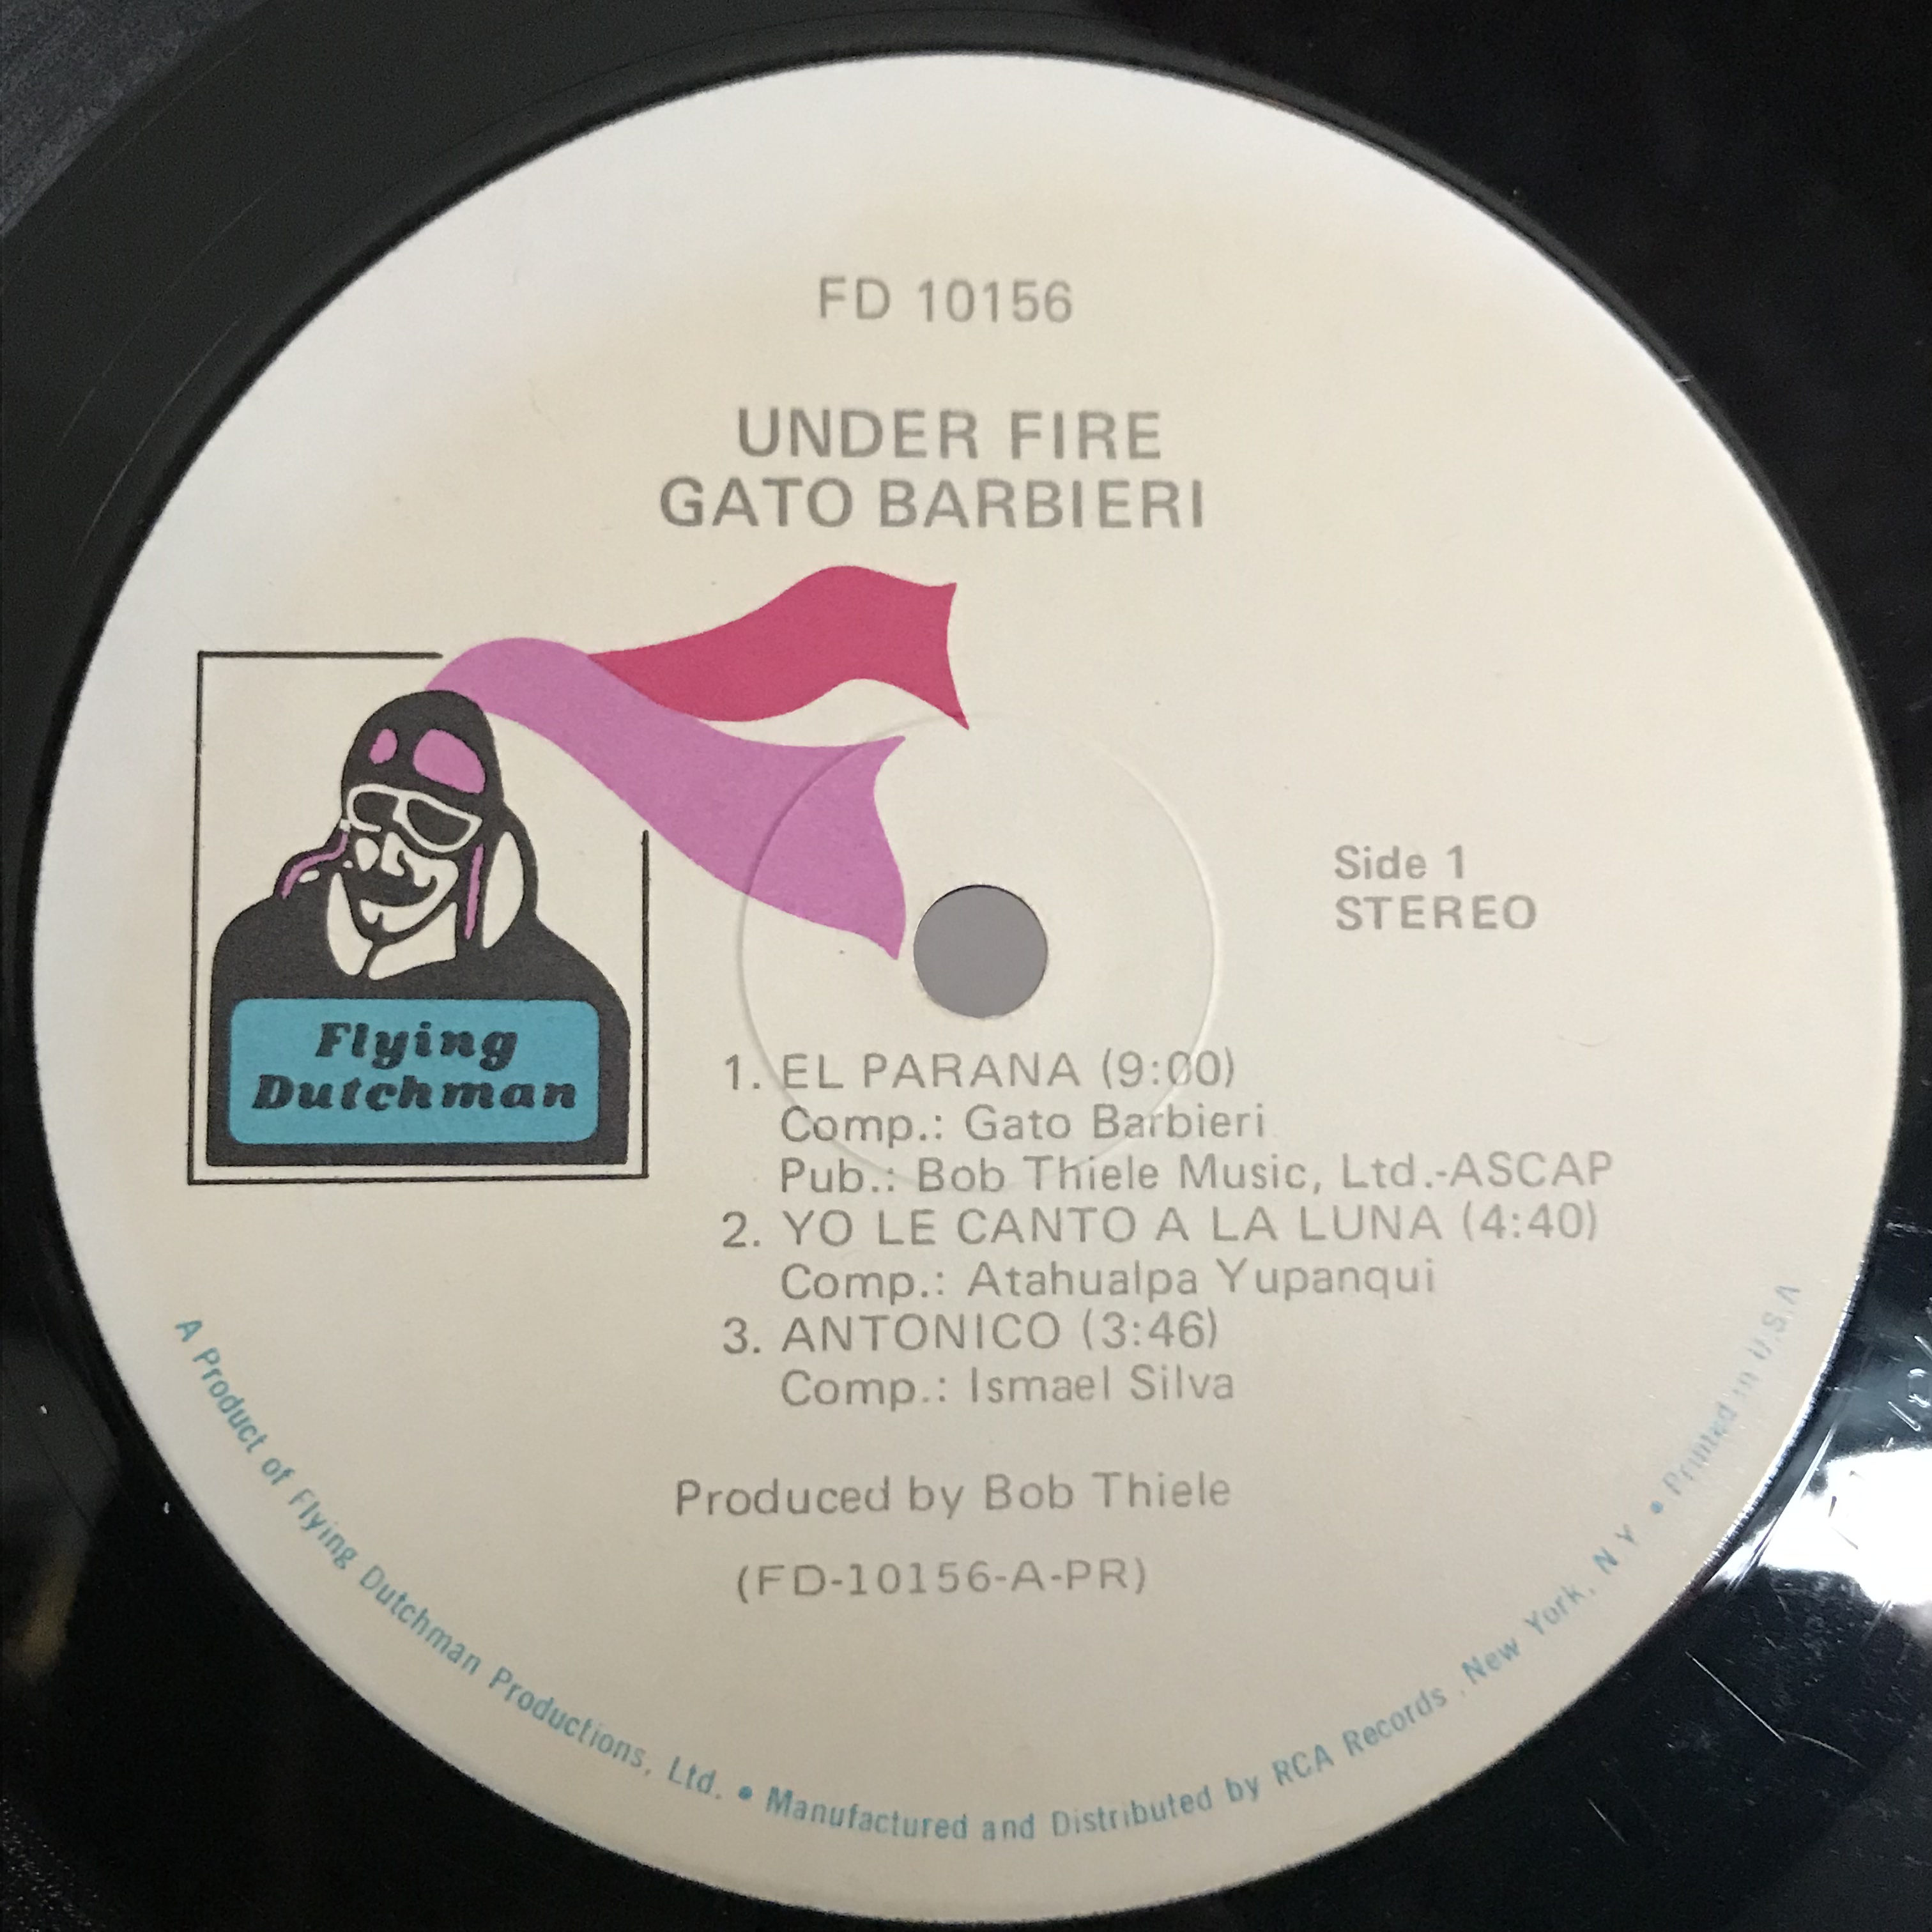 FD 10156
UNDER FIRE
GATO BARBIERI
Side 1
STEREO
Flying
Dutchman
1. EL PARANA (9:00)
Comp.: Gato Barbieri
Pub.: Bob Thiele Music, Ltd.-ASCAP
2. YO LE CANTO A LA LUNA (4:40)
Comp.: Atahualpa Yupanqui
3. ANTONICO (3:46)
Comp.: Ismael Silva
Produced by Bob Thiele
(FD-10156-A-PR)
A Product of Flying Dutchman Productions, Ltd. • Manufactured and Distributed by RCA Records , New York, N Y • Printed in U.S.A